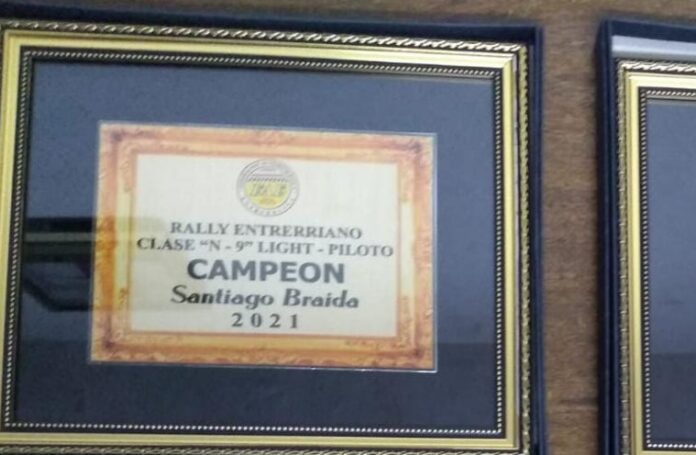 RALLY ENTRERRIANO
CLASE "N - 9" LIGHT - PILOTO
CAMPEON
Santiago Braida
2021